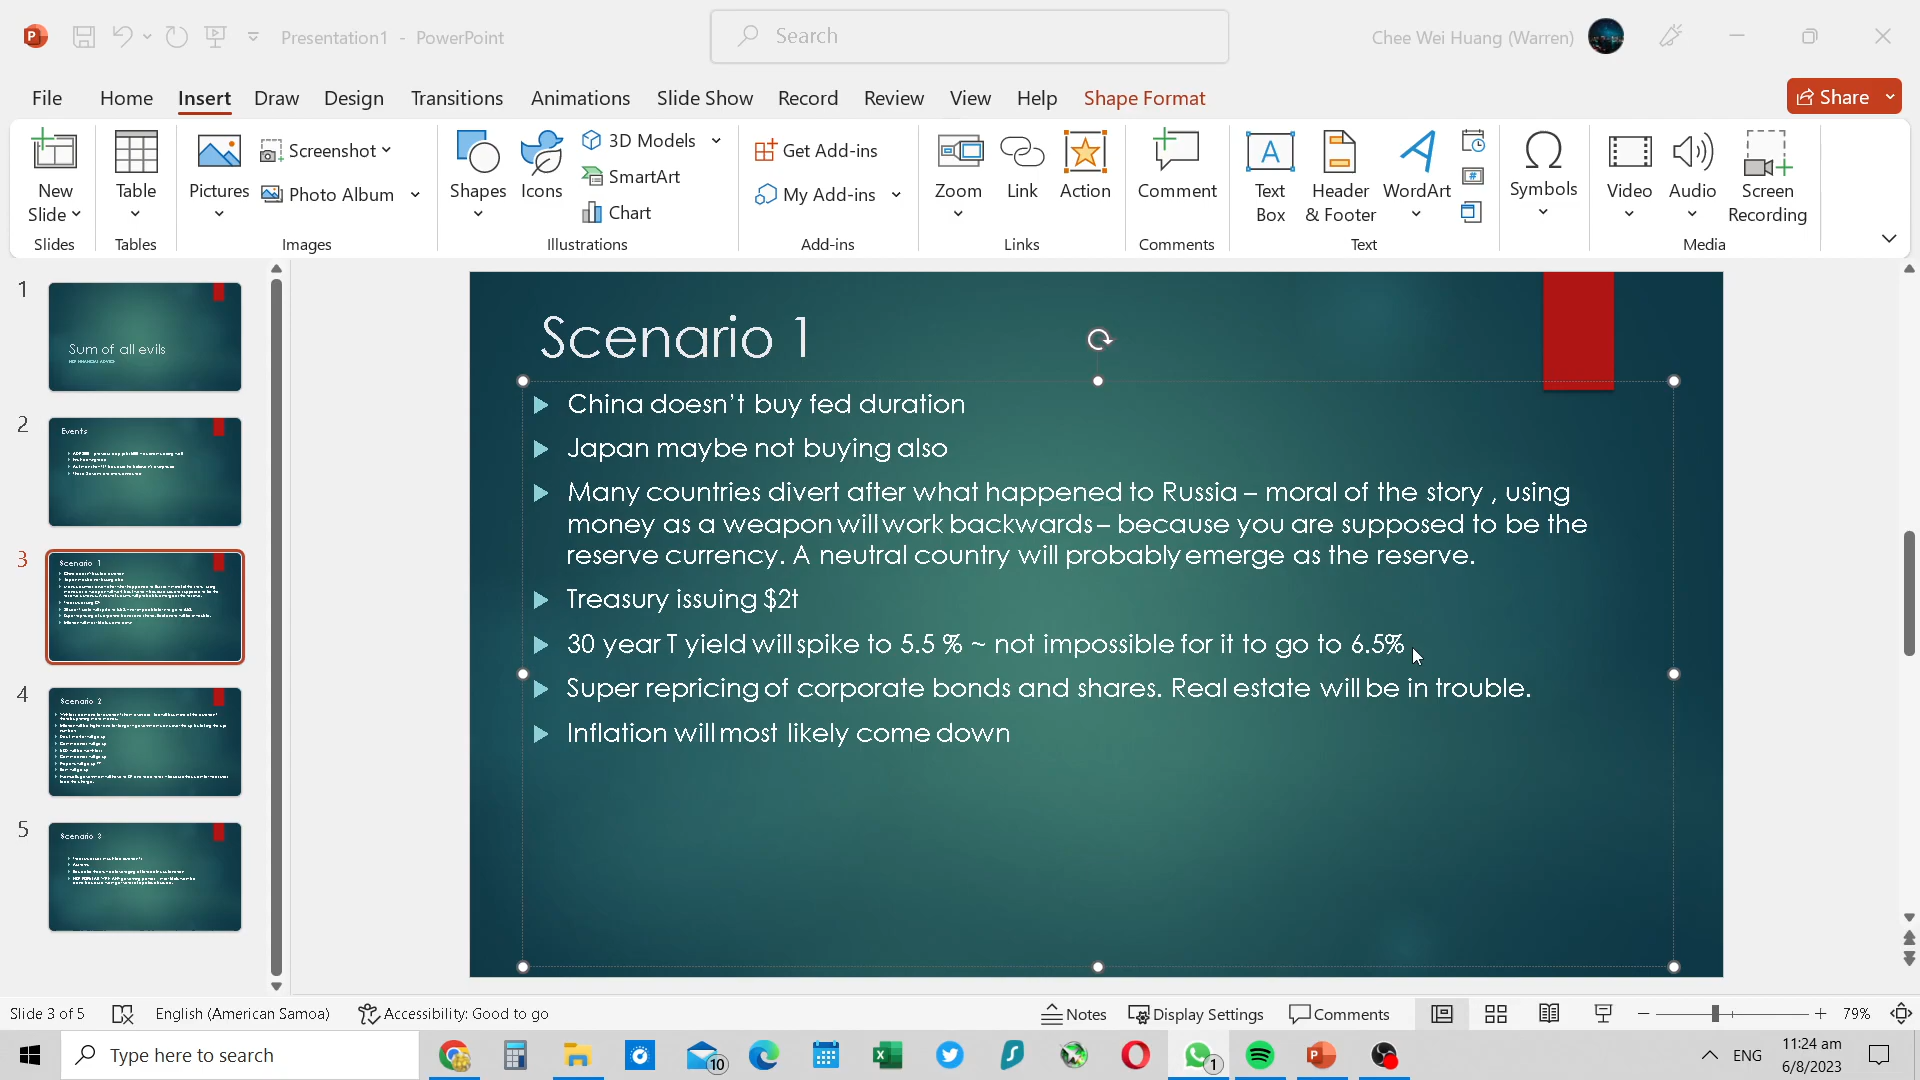 Presentation1 - PowerPoint
Search
Chee Wei Huang (Warren)
File Home Insert Draw Design Transitions Animations Slide Show Record Review View Help Shape Format Share
New Slide
Table
Pictures
Screenshot
Photo Album
Shapes
Icons
3D Models
SmartArt
Chart
Get Add-ins
My Add-ins
Zoom
Link
Action
Comment
Text Box
Header & Footer
WordArt
Symbols
Video
Audio
Screen Recording
Slides Tables Images Illustrations Add-ins Links Comments Text Media
1
Sum of all evils
NOT FINANCIAL ADVICE
2
Events
3
Scenario 1
4
Scenario 2
5
Scenario 3
Scenario 1
China doesn’t buy fed duration
Japan maybe not buying also
Many countries divert after what happened to Russia – moral of the story , using
money as a weapon will work backwards – because you are supposed to be the
reserve currency. A neutral country will probably emerge as the reserve.
Treasury issuing $2t
30 year T yield will spike to 5.5 % ~ not impossible for it to go to 6.5%
Super repricing of corporate bonds and shares. Real estate will be in trouble.
Inflation will most likely come down
Slide 3 of 5 English (American Samoa) Accessibility: Good to go Notes Display Settings Comments 79%
Type here to search
10
1
ENG
11:24 am
6/8/2023